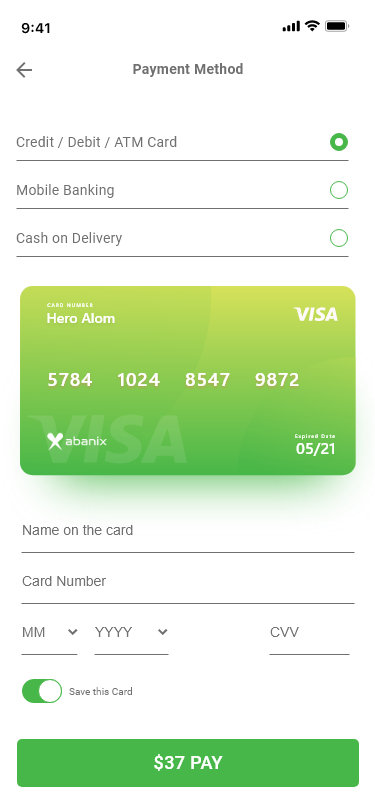 9:41
Payment Method
Credit / Debit / ATM Card
Mobile Banking
Cash on Delivery
CARD NUMBER
Hero Alom
VISA
5784 1024 8547 9872
VISA
abanix
Expired Date
05/21
Name on the card
Card Number
MM YYYY CVV
Save this Card
$37 PAY